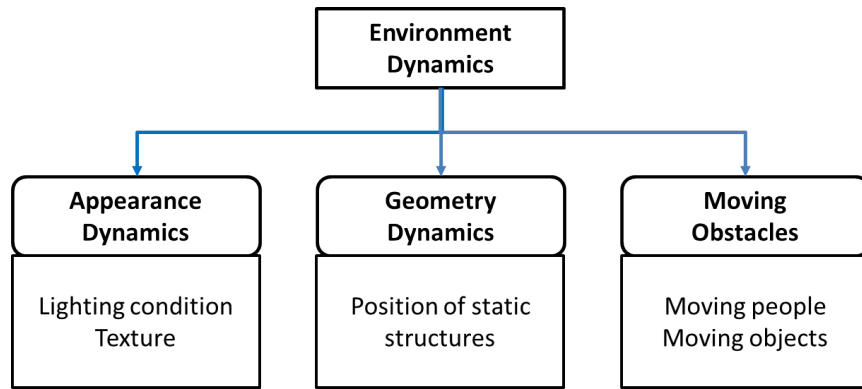 Environment
Dynamics
Appearance
Dynamics
Lighting condition
Texture
Geometry
Dynamics
Position of static
structures
Moving
Obstacles
Moving people
Moving objects